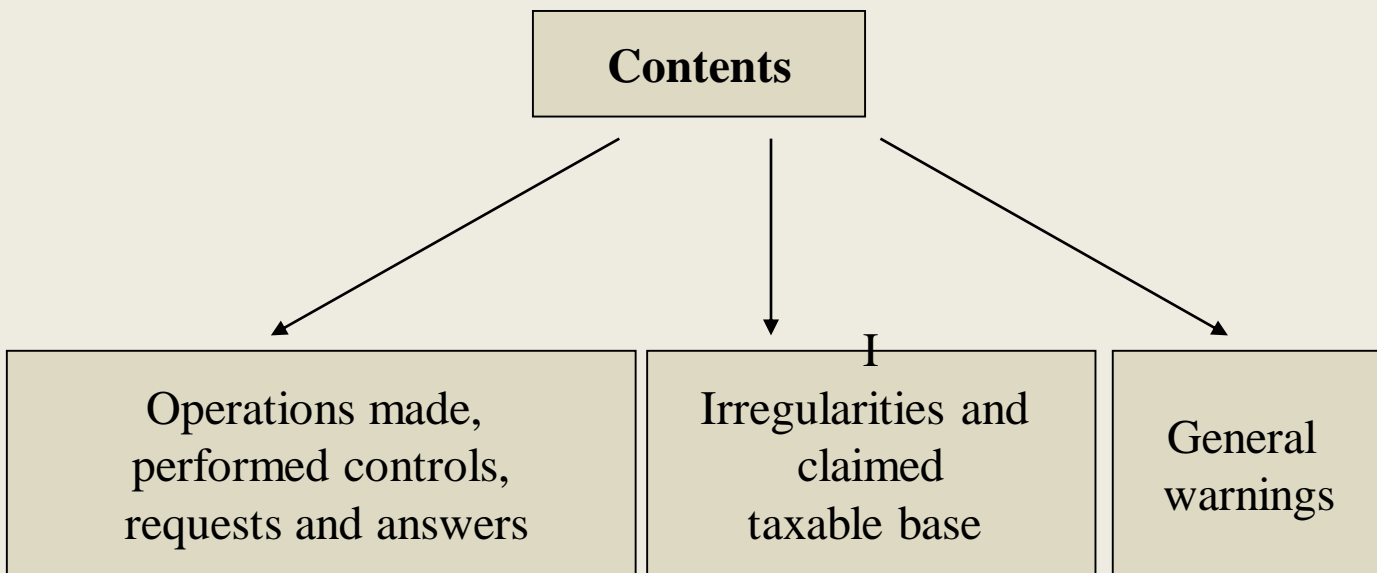 Contents
Operations made,
performed controls,
requests and answers
I
Irregularities and
claimed
taxable base
General
warnings